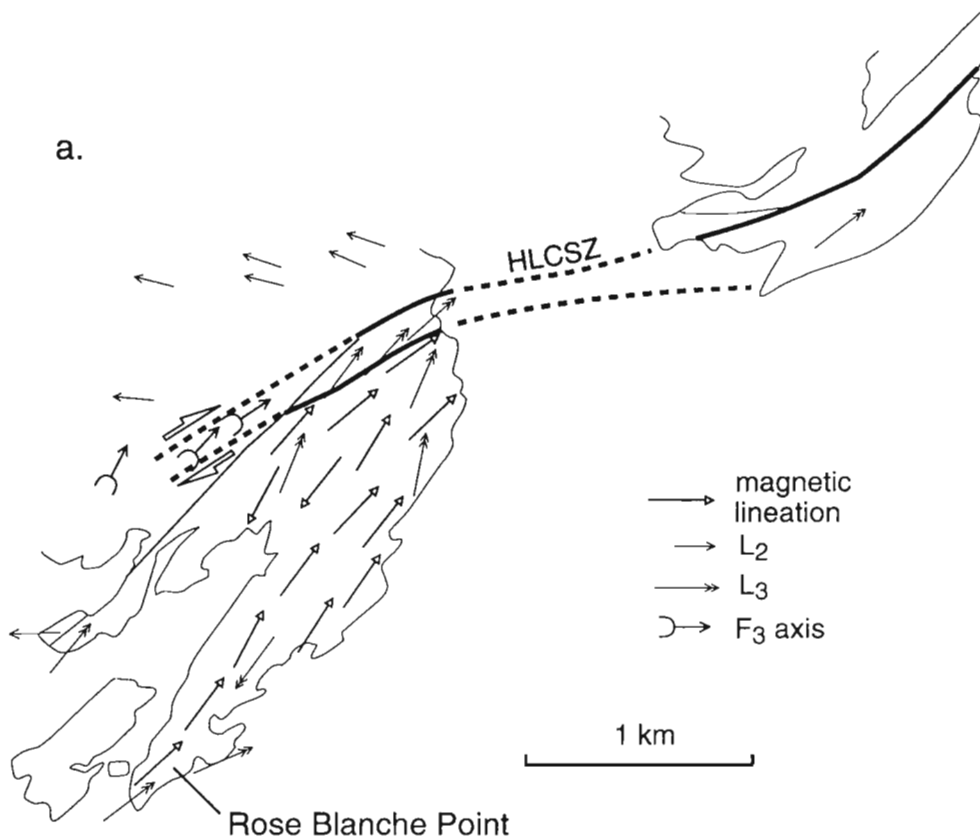 a.
HLCSZ
magnetic
lineation
L2
L3
F3 axis
1 km
Rose Blanche Point